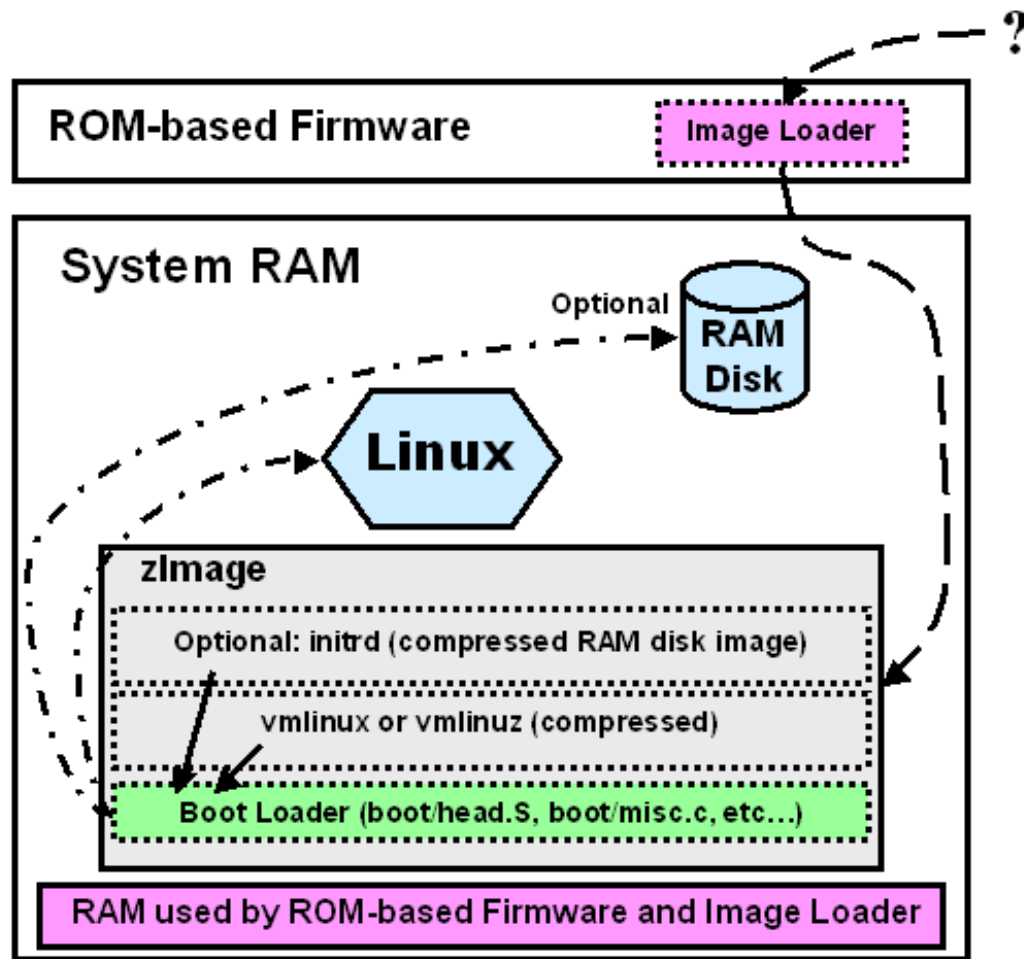 ?
ROM-based Firmware
Image Loader
System RAM
Optional
RAM
Disk
Linux
zImage
Optional: initrd (compressed RAM disk image)
vmlinux or vmlinuz (compressed)
Boot Loader (boot/head.S, boot/misc.c, etc...)
RAM used by ROM-based Firmware and Image Loader